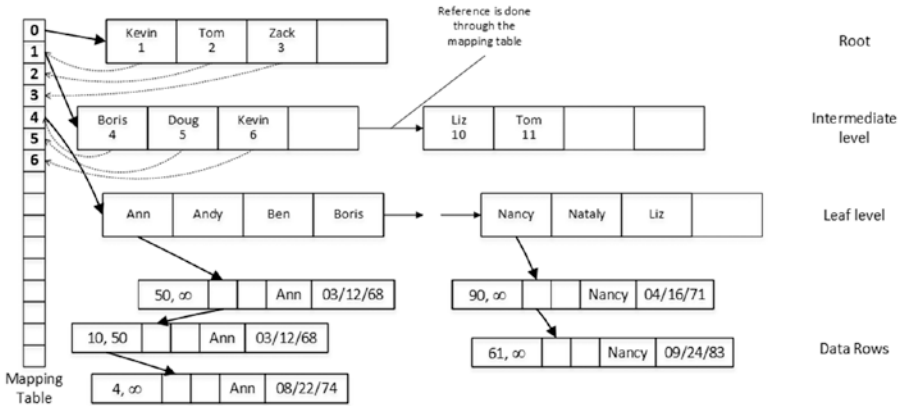 Reference is done
through the
mapping table
0
Kevin Tom Zack
1 2 3
Root
1
2
3
4
5
6
Boris Doug Kevin
4 5 6
Liz Tom
10 11
Intermediate
level
Ann Andy Ben Boris
Nancy Nataly Liz
Leaf level
50, ∞ Ann 03/12/68
90, ∞ Nancy 04/16/71
10, 50 Ann 03/12/68
61, ∞ Nancy 09/24/83
Data Rows
4, ∞ Ann 08/22/74
Mapping
Table